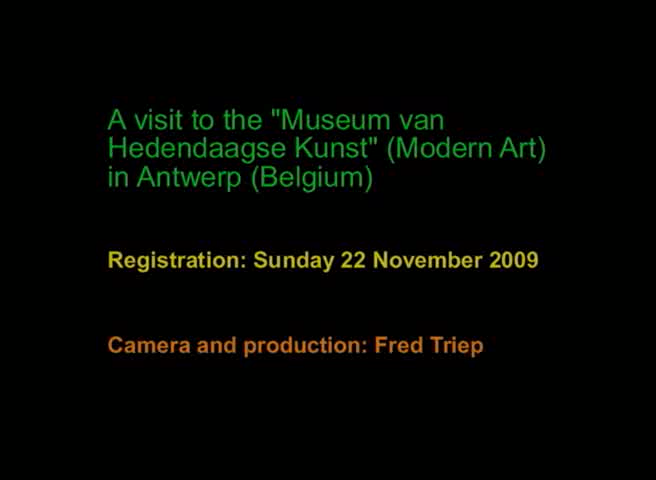 A visit to the "Museum van
Hedendaagse Kunst" (Modern Art)
in Antwerp (Belgium)
Registration: Sunday 22 November 2009
Camera and production: Fred Triep